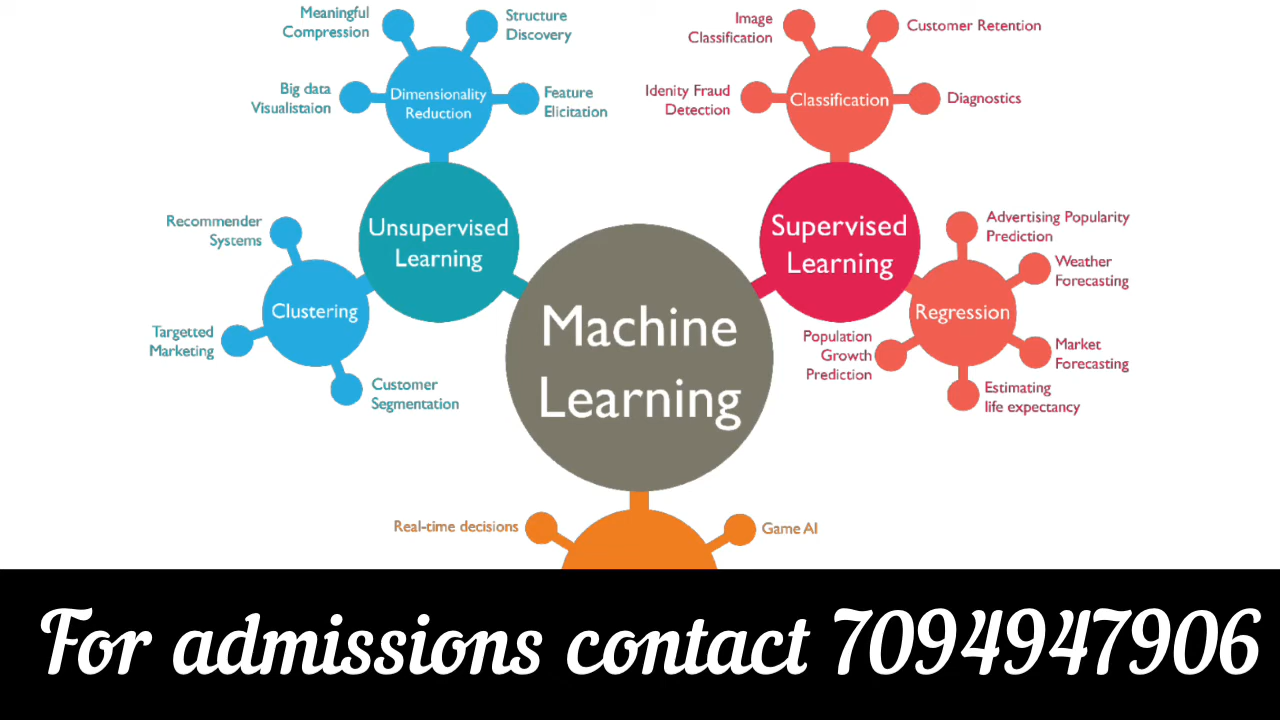 Meaningful
Compression
Structure
Discovery
Big data
Visualistaion
Dimensionality
Reduction
Feature
Elicitation
Image
Classification
Customer Retention
Idenity Fraud
Detection
Classification
Diagnostics
Recommender
Systems
Unsupervised
Learning
Clustering
Targetted
Marketing
Customer
Segmentation
Machine
Learning
Supervised
Learning
Advertising Popularity
Prediction
Weather
Forecasting
Regression
Population
Growth
Prediction
Market
Forecasting
Estimating
life expectancy
Real-time decisions
Game AI
For admissions contact 7094947906